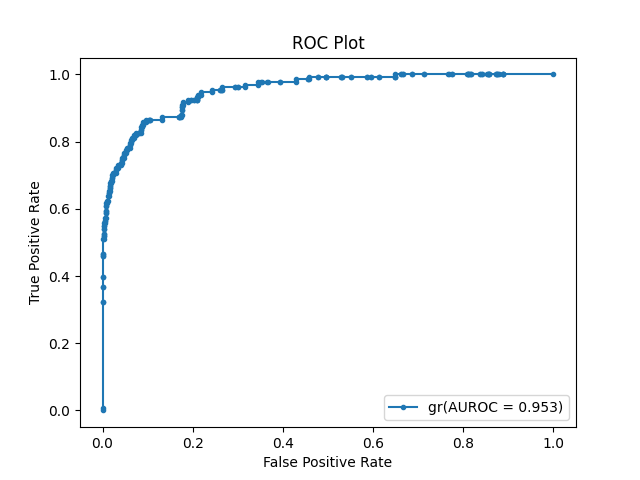 ROC Plot
True Positive Rate
1.0
0.8
0.6
0.4
0.2
0.0
gr(AUROC = 0.953)
0.0 0.2 0.4 0.6 0.8 1.0
False Positive Rate